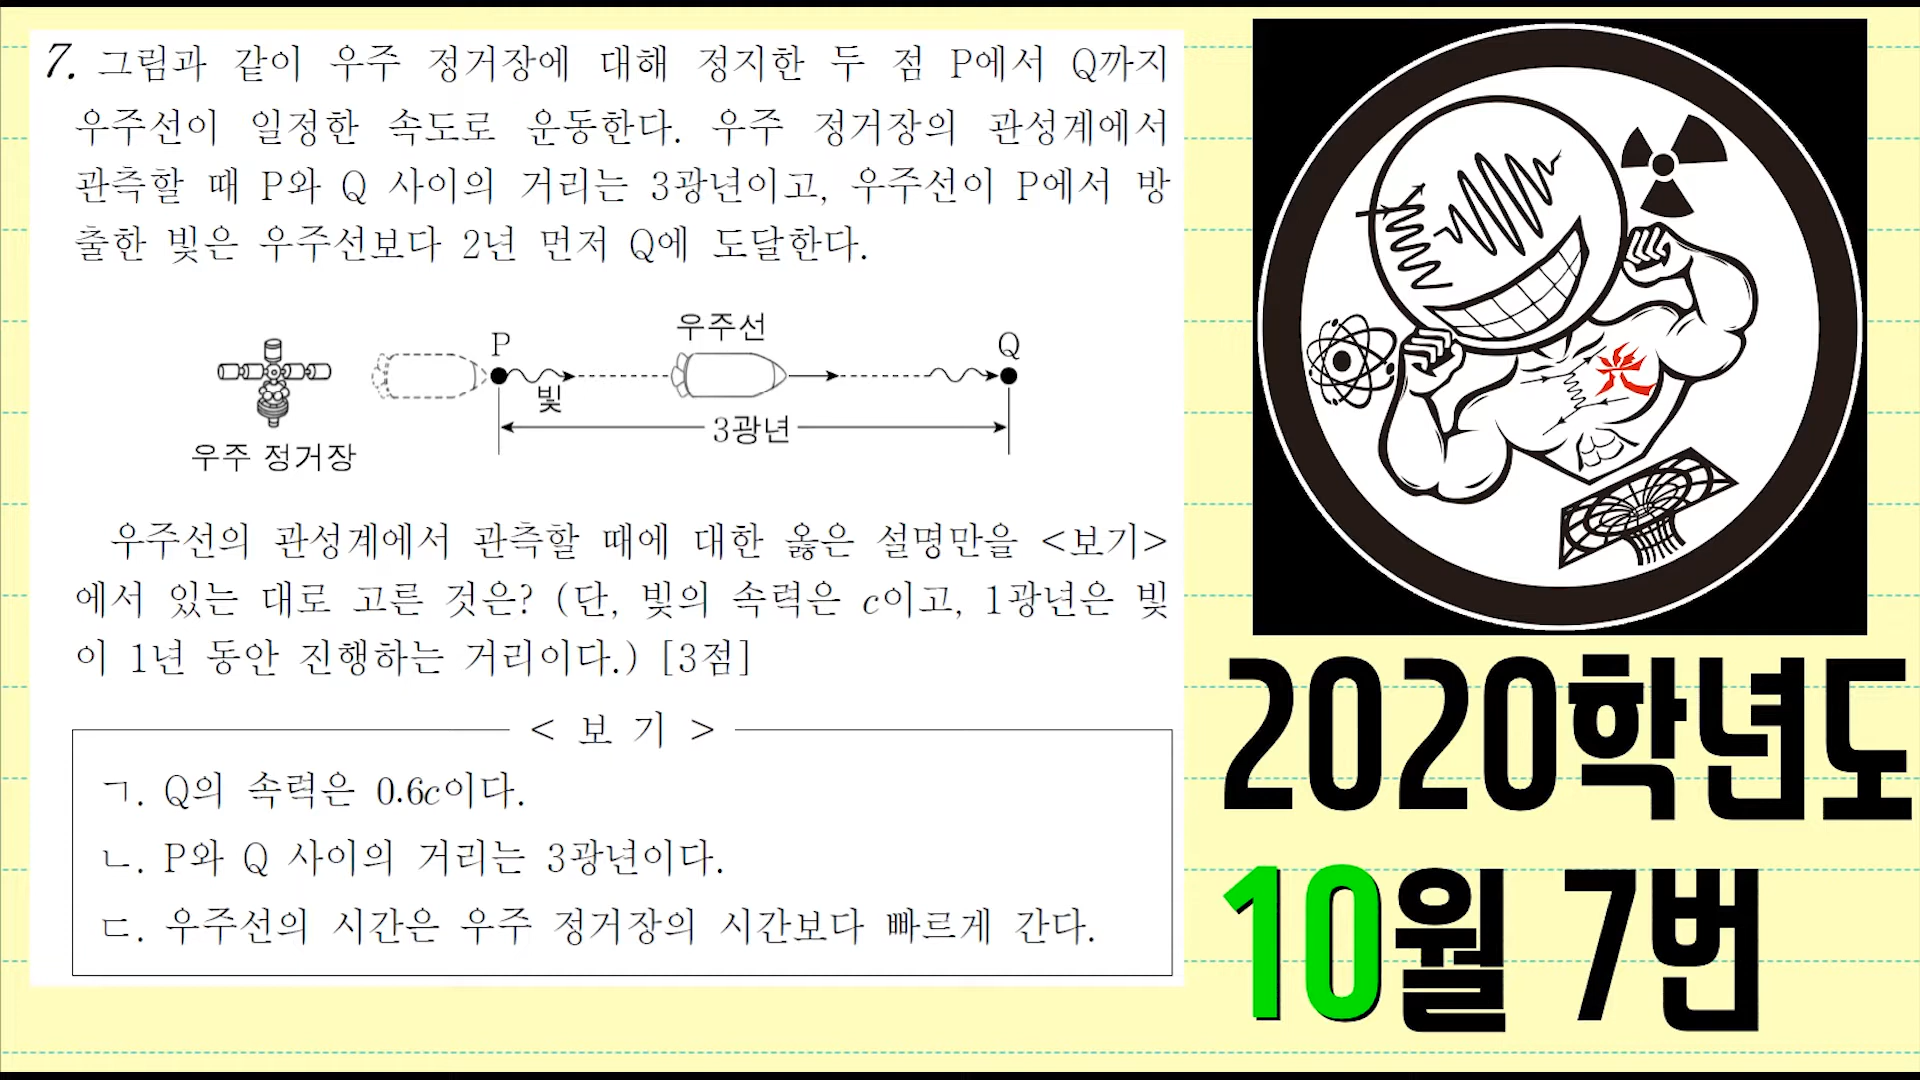 7. 그림과 같이 우주 정거장에 대해 정지한 두 점 P에서 Q까지
우주선이 일정한 속도로 운동한다. 우주 정거장의 관성계에서
관측할 때 P와 Q 사이의 거리는 3광년이고, 우주선이 P에서 방
출한 빛은 우주선보다 2년 먼저 Q에 도달한다.
우주선
P
Q
빛
3광년
우주 정거장
우주선의 관성계에서 관측할 때에 대한 옳은 설명만을 <보기>
에서 있는 대로 고른 것은? (단, 빛의 속력은 c이고, 1광년은 빛
이 1년 동안 진행하는 거리이다.) [3점]
< 보 기 >
ㄱ. Q의 속력은 0.6c이다.
ㄴ. P와 Q 사이의 거리는 3광년이다.
ㄷ. 우주선의 시간은 우주 정거장의 시간보다 빠르게 간다.
光
2020학년도
10월 7번